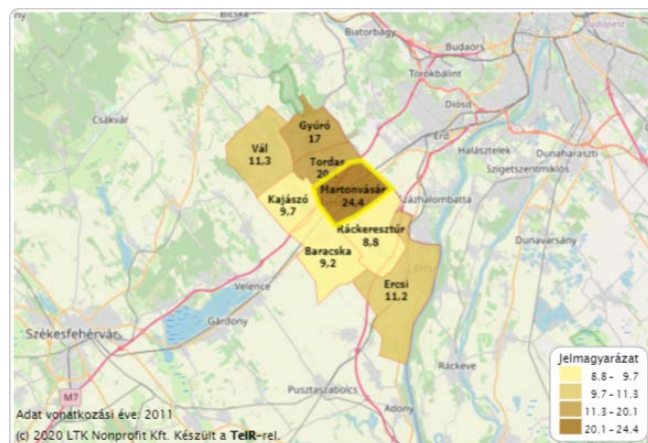 Bicske
Biatorbágy
Budapest
Budaörs
Törökbálint
Csákvár
Diósd
Gyúró
17
Érd
Vál
11,3
Tordas
Halásztelek
Dunaharaszti
Szigetszentmiklós
Martonvásár
24,4
Kajászó
9,7
Százhalombatta
Ráckeresztúr
8,8
Dunavarsány
Baracska
9,2
Ercsi
11,2
Velence
Gárdony
Székesfehérvár
Ráckeve
M7
Pusztaszabolcs
Adony
Jelmagyarázat
8.8 - 9.7
9.7 - 11.3
11.3 - 20.1
20.1 - 24.4
Adat vonatkozási éve: 2011
(c) 2020 LTK Nonprofit Kft. Készült a TeIR-rel.